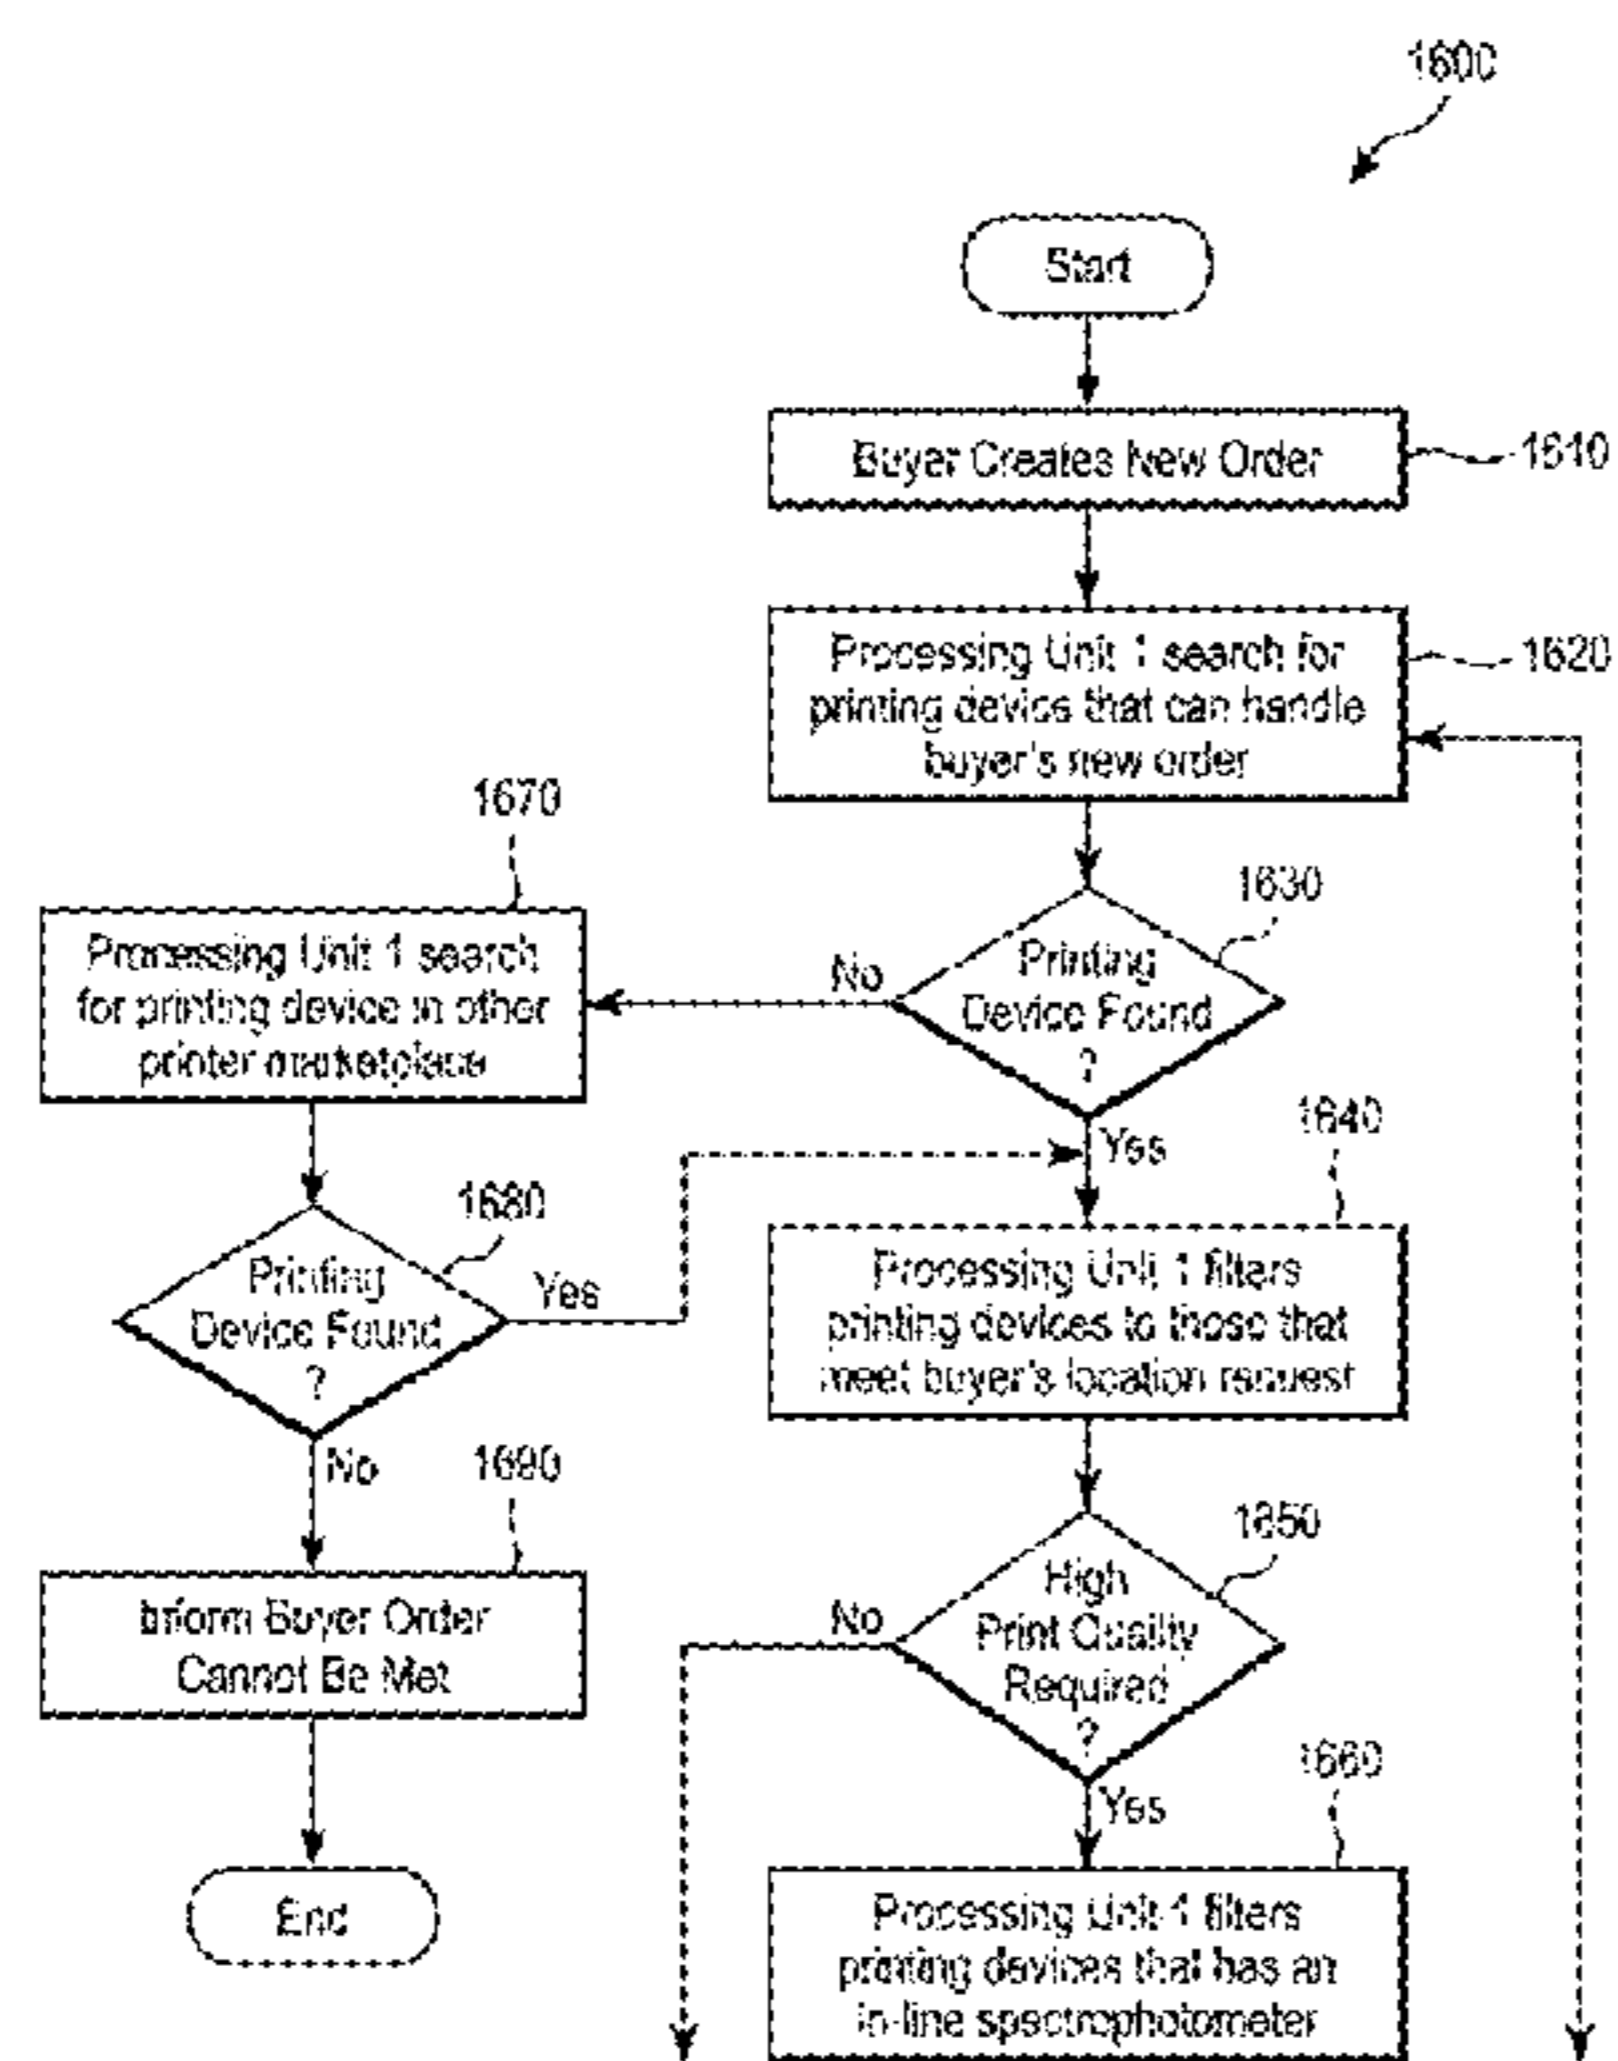 1600
Start
Buyer Creates New Order
1610
Processing Unit 1 search for
printing device that can handle
buyer's new order
1620
1670
Processing Unit 1 search
for printing device in other
printer marketplace
1630
No
Printing
Device Found
?
Yes
1640
1680
Printing
Device Found
?
Yes
No
Processing Unit 1 filters
printing devices to those that
meet buyer's location request
1690
Inform Buyer Order
Cannot Be Met
End
1650
No
High
Print Quality
Required
?
Yes
1660
Processing Unit 1 filters
printing devices that has an
in-line spectrophotometer